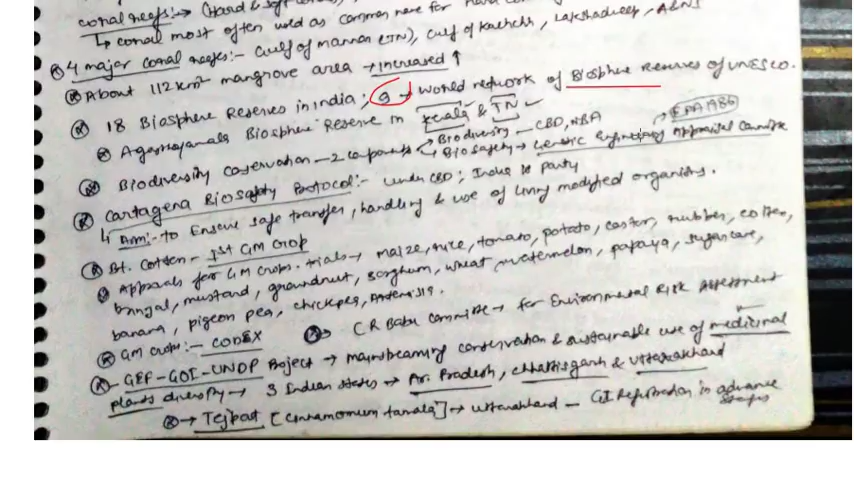 coral reefs:→ (Hard & soft
↳ coral most often used as common name for
⊛ 4 major coral reefs:- Gulf of mannar (TN), Gulf of Kachchh, Lakshadweep, A&NI
⊛ About 112 km² mangrove area → increased ↑
⊛ 18 Biosphere Reserves in india; 9 → World network of Biosphere Reserves of UNESCO.
⊛ Agasthyamala Biosphere Reserve in Kerala & TN ✓
⊛ Biodiversity conservation – 2 components → Biodiversity – CBD, NBA
→ Biosafety → Genetic Engineering Appraisal Committee → EPA 1986
⊛ Cartagena Biosafety Protocol:- under CBD; India is party
↳ Aim:- to Ensure safe transfer, handling & use of living modified organisms.
⊛ Bt. Cotton – 1st GM Crop
⊛ Approvals for GM crops trials → maize, rice, tomato, potato, castor, rubber, cotton,
brinjal, mustard, groundnut, sorghum, wheat, watermelon, papaya, sugarcane,
banana, pigeon pea, chickpea, Artemisia.
⊛ C R Babu Committee → for Environmental Risk Assessment
⊛ GM crops:- CODEX
⊛ – GEF-GOI-UNDP Project → mainstreaming conservation & sustainable use of medicinal
plants diversity → 3 Indian states → Ar. Pradesh, Chhattisgarh & Uttarakhand
⊛ → Tejpat [Cinnamomum tamala] → Uttarakhand – GI Registration in advance
stages